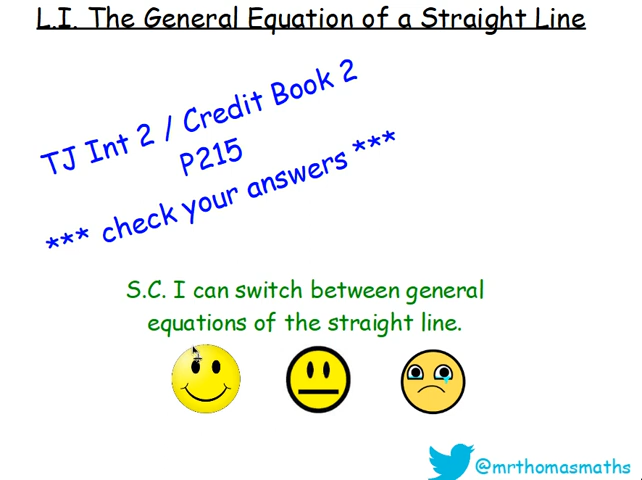 L.I. The General Equation of a Straight Line
TJ Int 2 / Credit Book 2
P215
*** check your answers ***
S.C. I can switch between general
equations of the straight line.
@mrthomasmaths